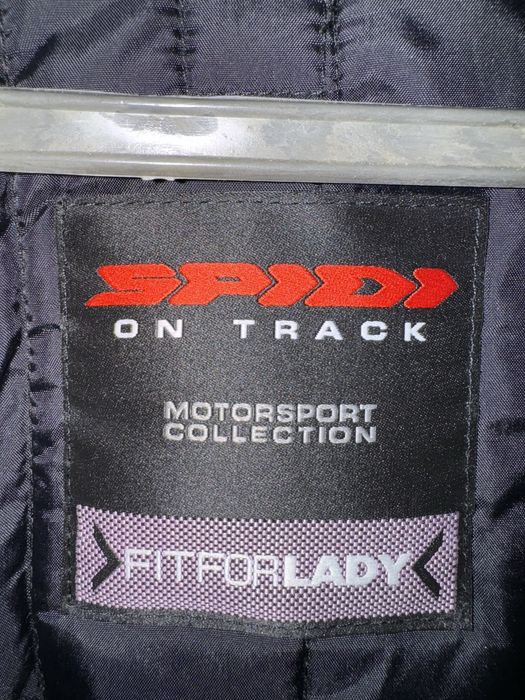 SPIDI
ON TRACK
MOTORSPORT
COLLECTION
FITFORLADY